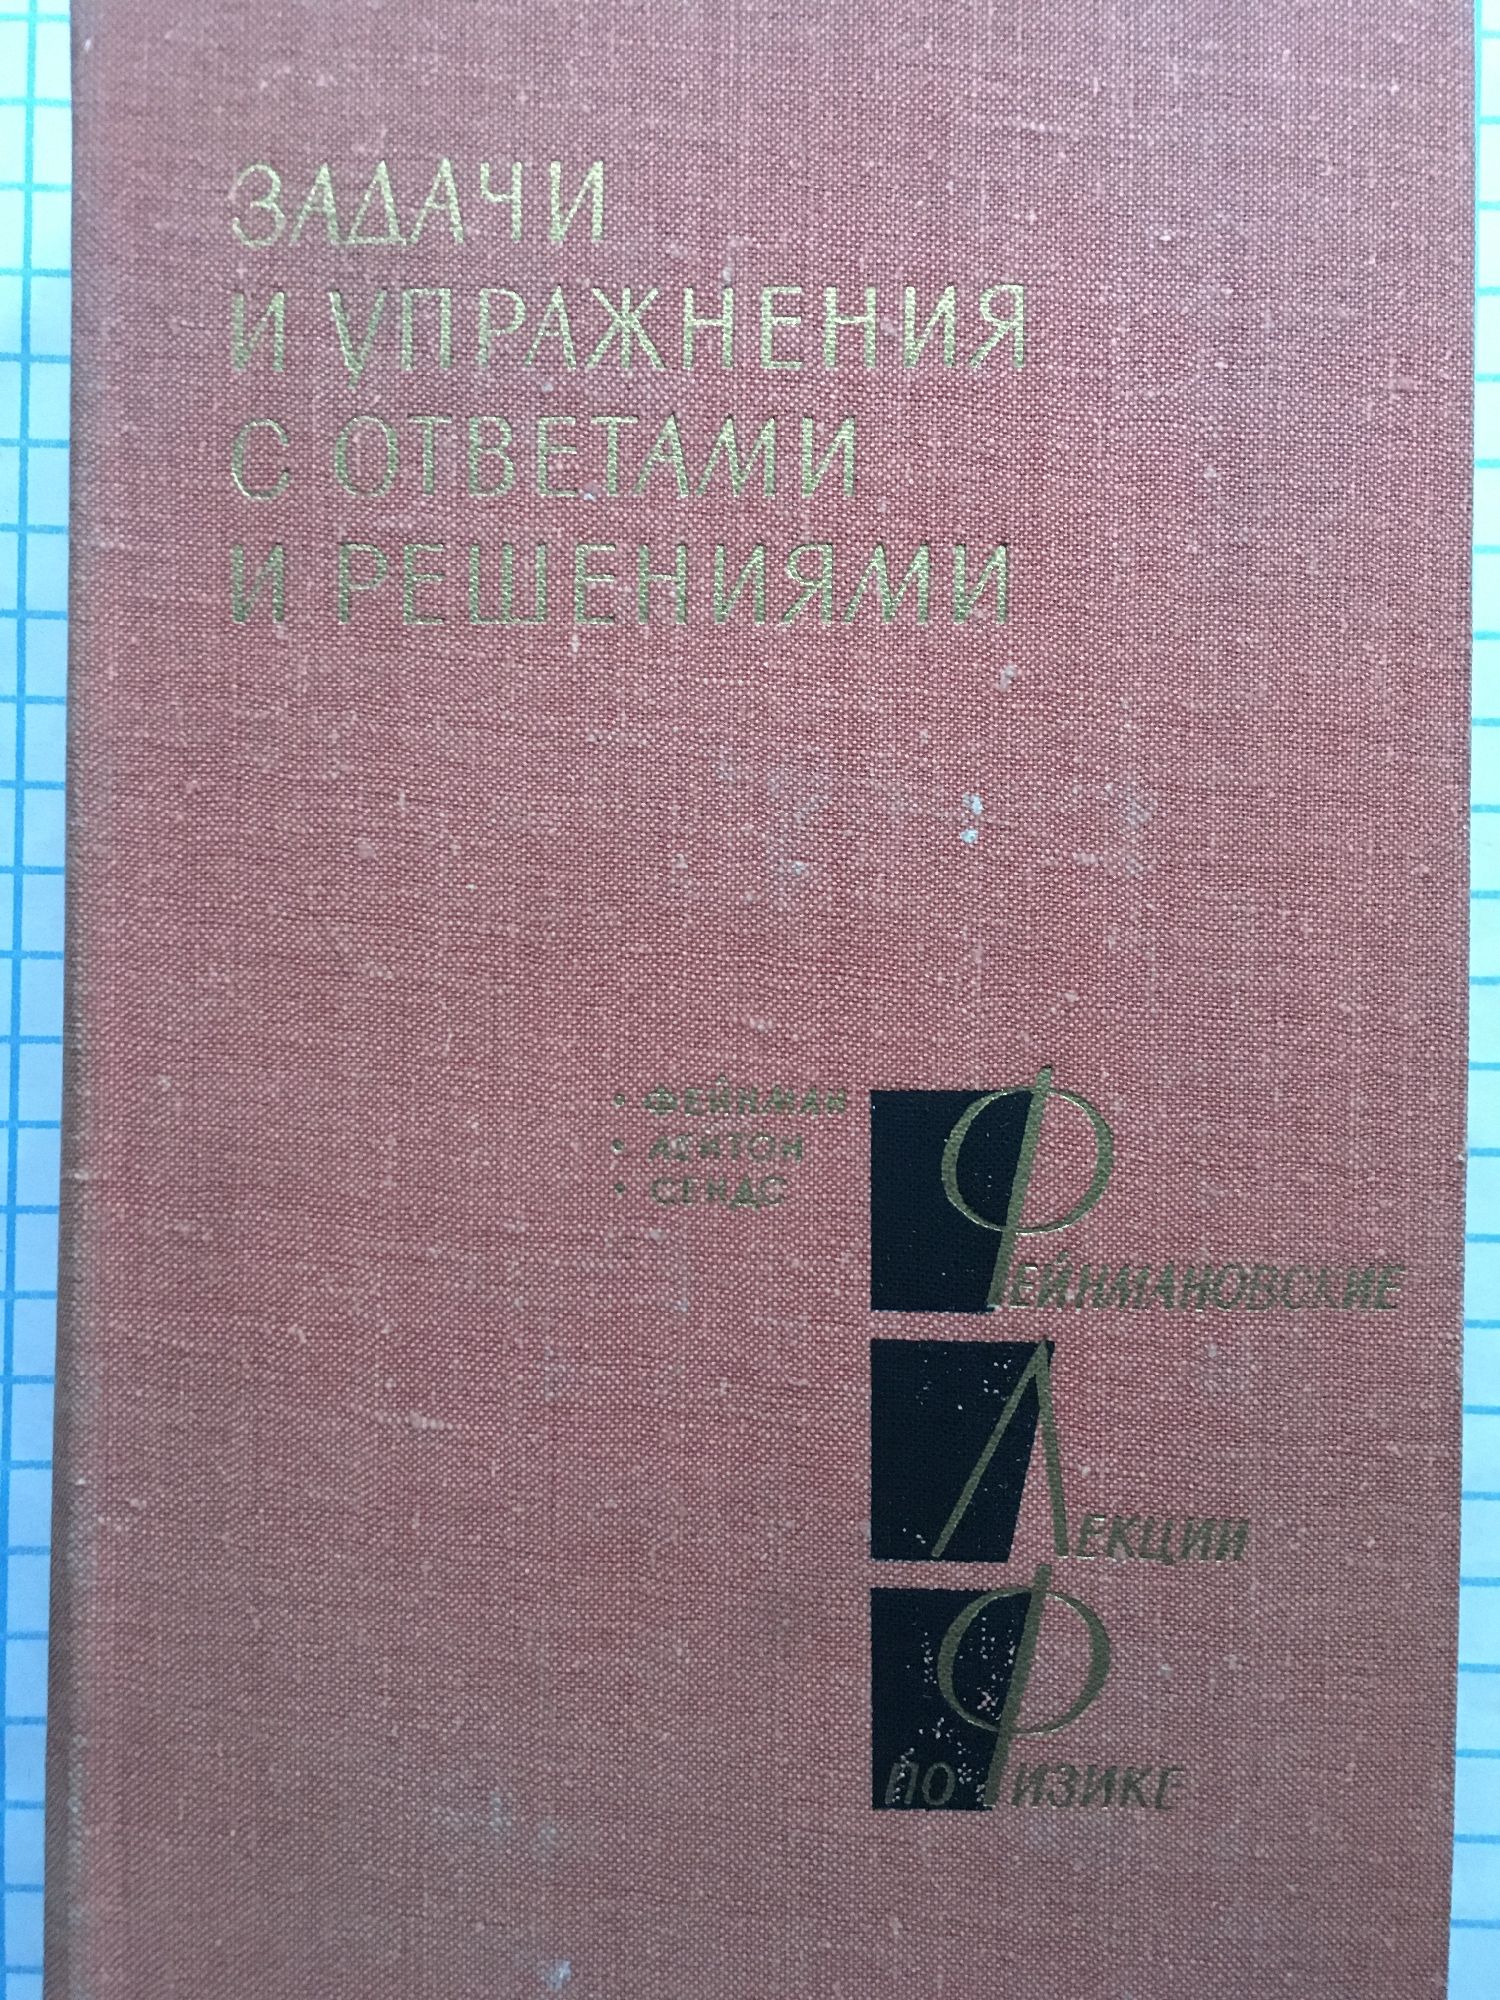 ЗАДАЧИ
И УПРАЖНЕНИЯ
С ОТВЕТАМИ
И РЕШЕНИЯМИ
• ФЕЙНМАН
• ЛЕЙТОН
• СЕНДС
ФЕЙНМАНОВСКИЕ
ЛЕКЦИИ
ПО ФИЗИКЕ